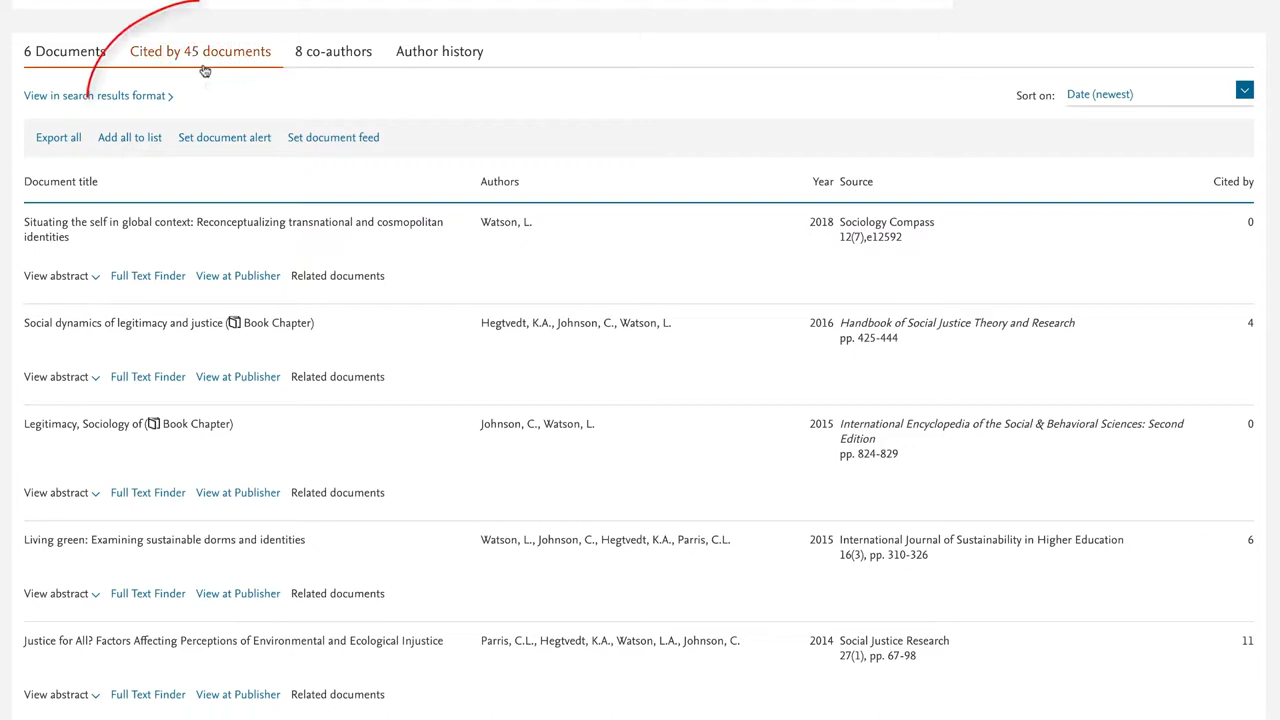 6 Documents Cited by 45 documents 8 co-authors Author history
View in search results format
Sort on: Date (newest)
Export all Add all to list Set document alert Set document feed
Document title Authors Year Source Cited by
Situating the self in global context: Reconceptualizing transnational and cosmopolitan Watson, L. 2018 Sociology Compass 0
identities 12(7),e12592
View abstract Full Text Finder View at Publisher Related documents
Social dynamics of legitimacy and justice ( Book Chapter) Hegtvedt, K.A., Johnson, C., Watson, L. 2016 Handbook of Social Justice Theory and Research 4
pp. 425-444
View abstract Full Text Finder View at Publisher Related documents
Legitimacy, Sociology of ( Book Chapter) Johnson, C., Watson, L. 2015 International Encyclopedia of the Social & Behavioral Sciences: Second 0
Edition
pp. 824-829
View abstract Full Text Finder View at Publisher Related documents
Living green: Examining sustainable dorms and identities Watson, L., Johnson, C., Hegtvedt, K.A., Parris, C.L. 2015 International Journal of Sustainability in Higher Education 6
16(3), pp. 310-326
View abstract Full Text Finder View at Publisher Related documents
Justice for All? Factors Affecting Perceptions of Environmental and Ecological Injustice Parris, C.L., Hegtvedt, K.A., Watson, L.A., Johnson, C. 2014 Social Justice Research 11
27(1), pp. 67-98
View abstract Full Text Finder View at Publisher Related documents